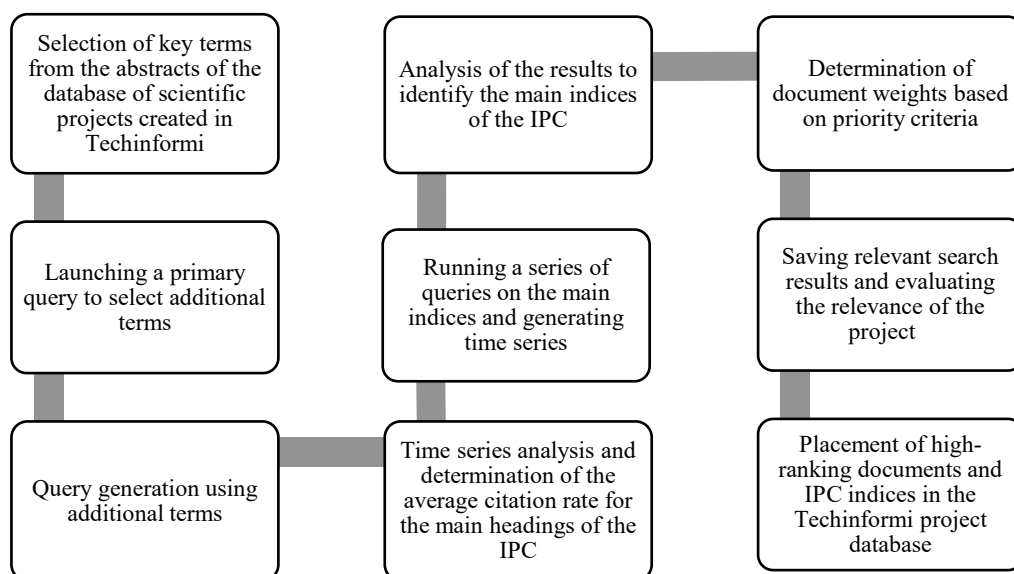 Selection of key terms
from the abstracts of the
database of scientific
projects created in
Techinformi
Launching a primary
query to select additional
terms
Query generation using
additional terms
Time series analysis and
determination of the
average citation rate for
the main headings of the
IPC
Running a series of
queries on the main
indices and generating
time series
Analysis of the results to
identify the main indices
of the IPC
Determination of
document weights based
on priority criteria
Saving relevant search
results and evaluating
the relevance of the
project
Placement of high-
ranking documents and
IPC indices in the
Techinformi project
database